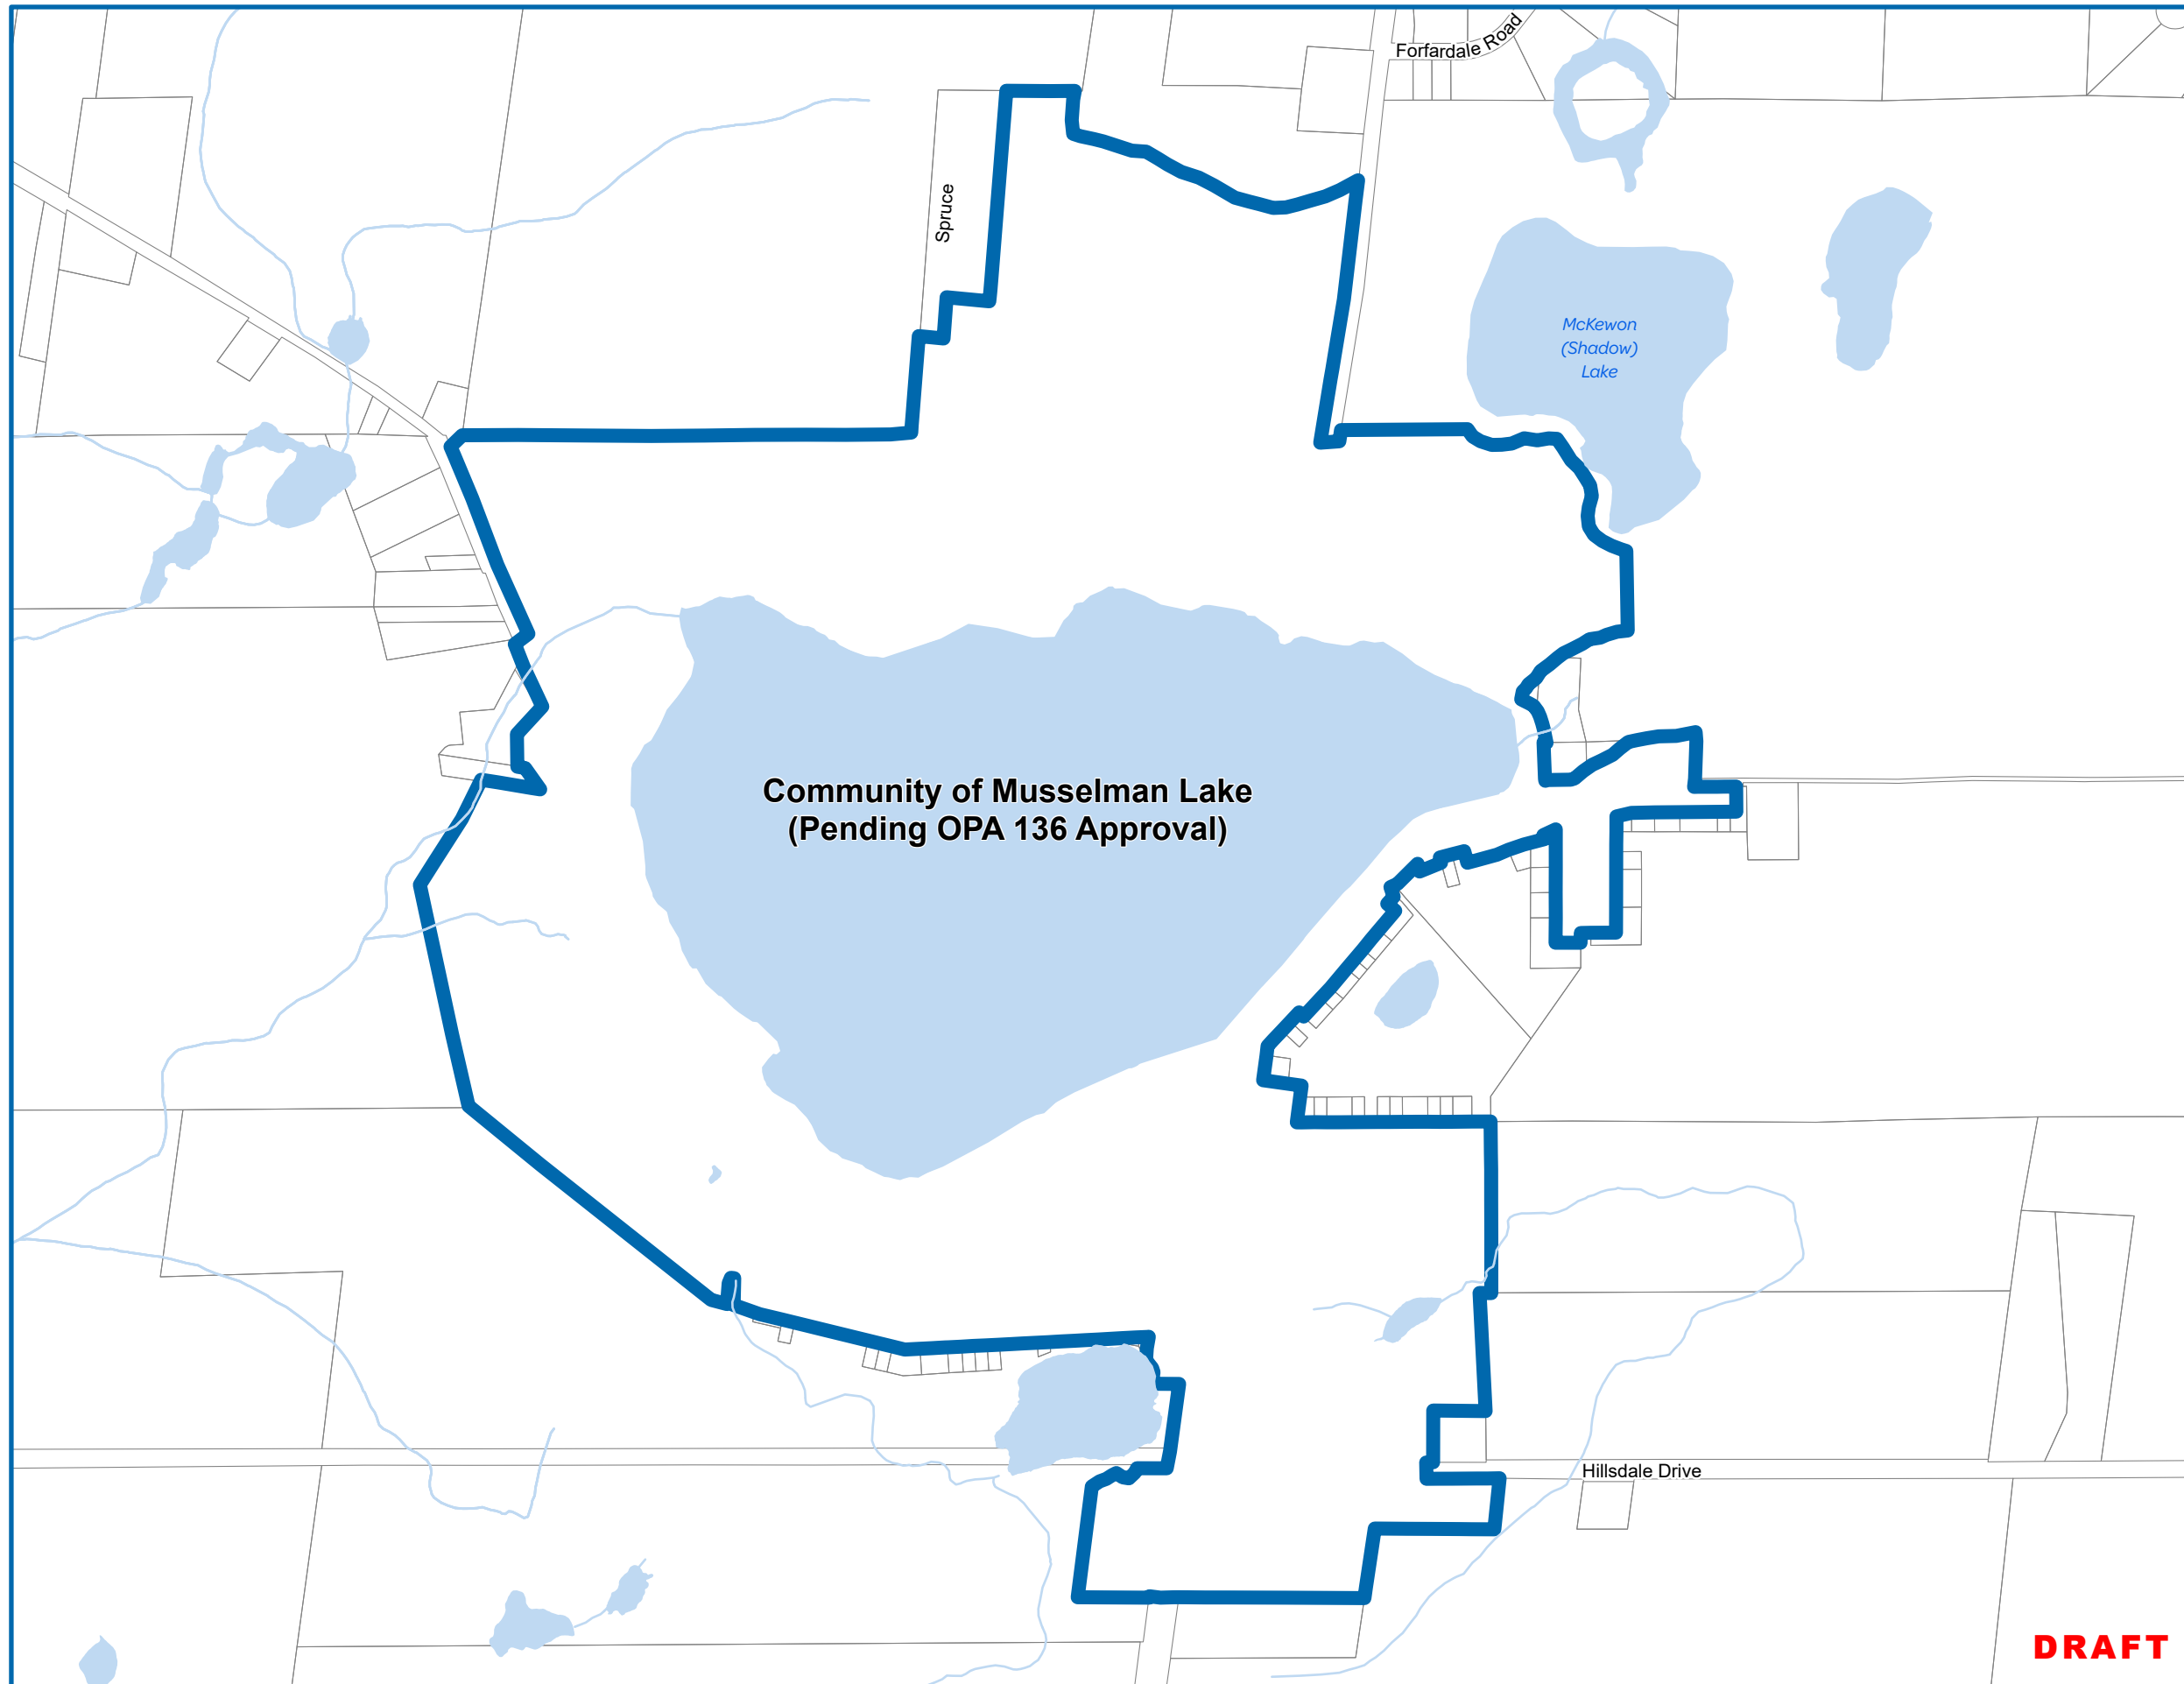 Forfardale Road
Spruce
McKewon
(Shadow)
Lake
Community of Musselman Lake
(Pending OPA 136 Approval)
Hillsdale Drive
DRAFT